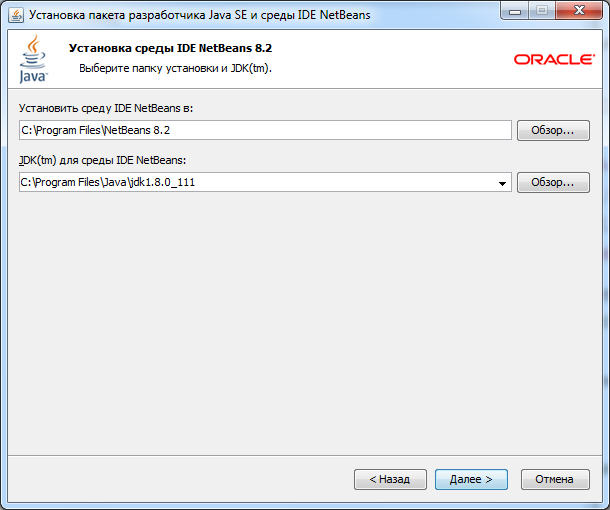 Установка пакета разработчика Java SE и среды IDE NetBeans
Установка среды IDE NetBeans 8.2
Выберите папку установки и JDK(tm).
Java™
ORACLE®
Установить среду IDE NetBeans в:
C:\Program Files\NetBeans 8.2
Обзор...
JDK(tm) для среды IDE NetBeans:
C:\Program Files\Java\jdk1.8.0_111
Обзор...
< Назад
Далее >
Отмена